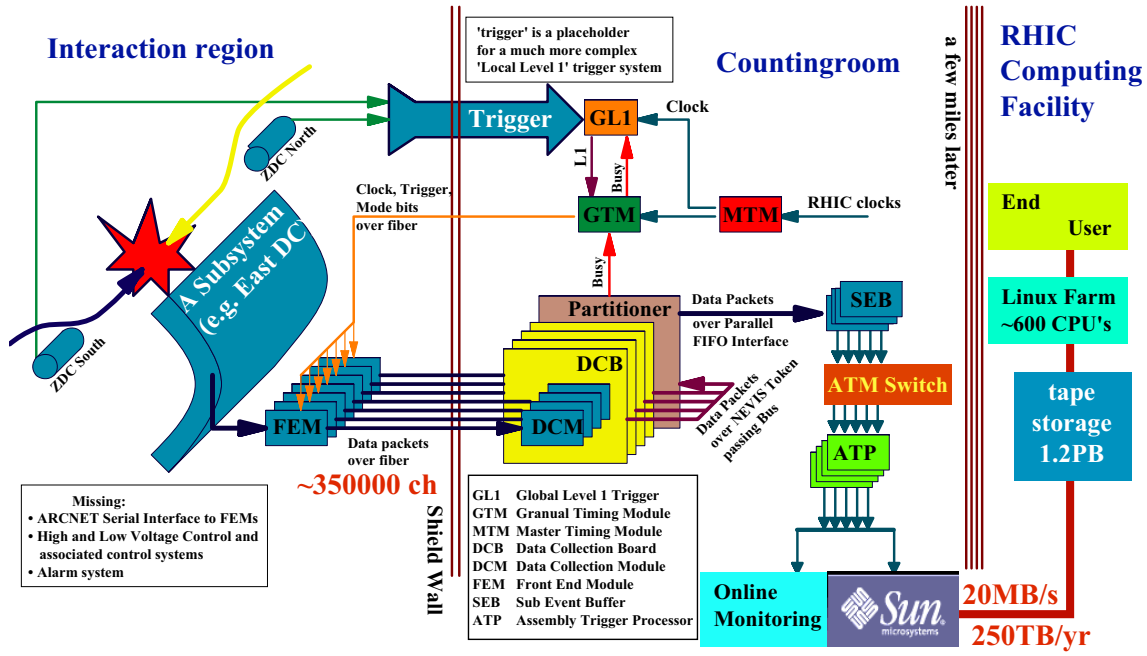 Interaction region
'trigger' is a placeholder
for a much more complex
'Local Level 1' trigger system
Countingroom
a few miles later
RHIC
Computing
Facility
ZDC North
Trigger
GL1
Clock
L1
Busy
Clock, Trigger,
Mode bits
over fiber
GTM
MTM
RHIC clocks
End
User
A Subsystem
(e.g. East DC)
Busy
Partitioner
Data Packets
over Parallel
FIFO Interface
SEB
Linux Farm
~600 CPU's
ZDC South
DCB
ATM Switch
Data Packets
over NEVIS Token
passing Bus
FEM
DCM
Data packets
over fiber
ATP
tape
storage
1.2PB
~350000 ch
Missing:
• ARCNET Serial Interface to FEMs
• High and Low Voltage Control and
associated control systems
• Alarm system
Shield Wall
GL1 Global Level 1 Trigger
GTM Granual Timing Module
MTM Master Timing Module
DCB Data Collection Board
DCM Data Collection Module
FEM Front End Module
SEB Sub Event Buffer
ATP Assembly Trigger Processor
Online
Monitoring
Sun
microsystems
20MB/s
250TB/yr